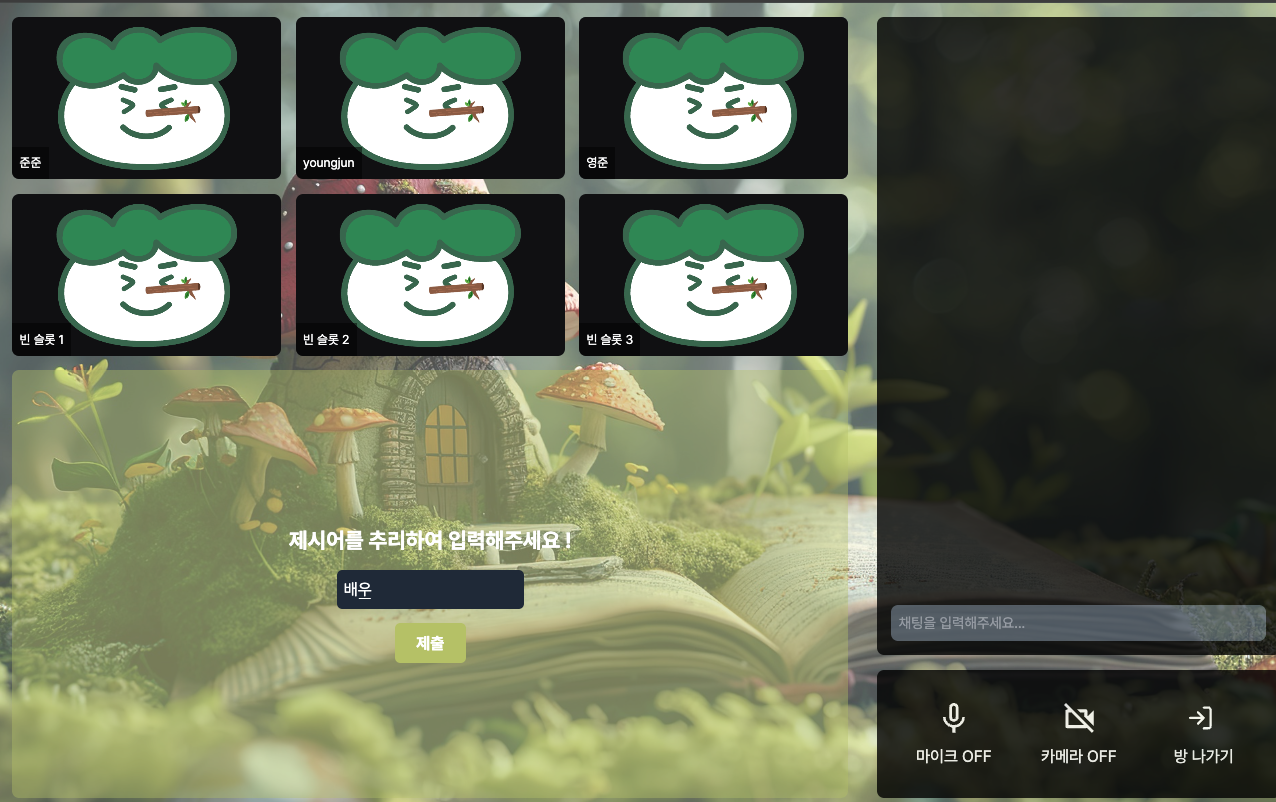 준준
youngjun
영준
빈 슬롯 1
빈 슬롯 2
빈 슬롯 3
제시어를 추리하여 입력해주세요 !
배우
제출
채팅을 입력해주세요...
마이크 OFF
카메라 OFF
방 나가기